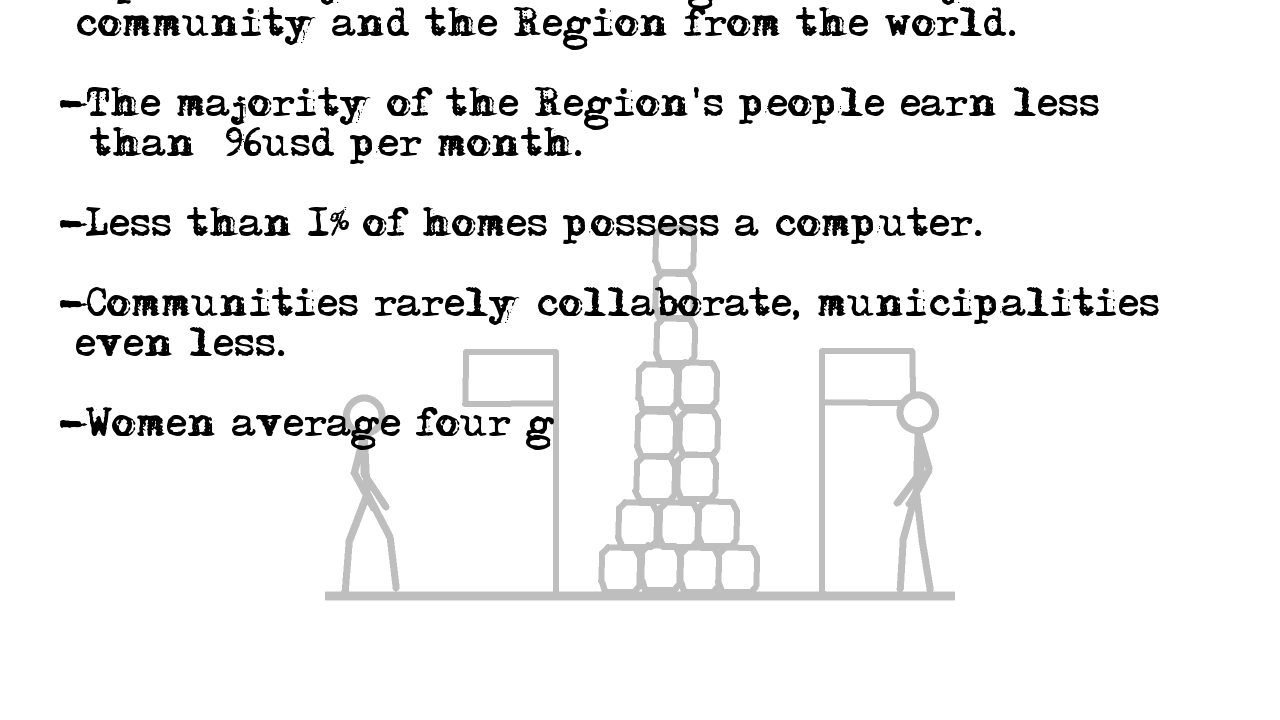 community and the Region from the world.
-The majority of the Region's people earn less
than 96usd per month.
-Less than 1% of homes possess a computer.
-Communities rarely collaborate, municipalities
even less.
-Women average four g